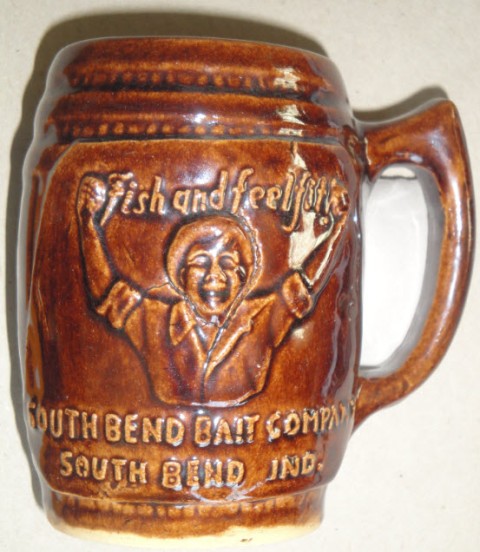 Fish and feel fit!
SOUTH BEND BAIT COMPANY
SOUTH BEND IND.